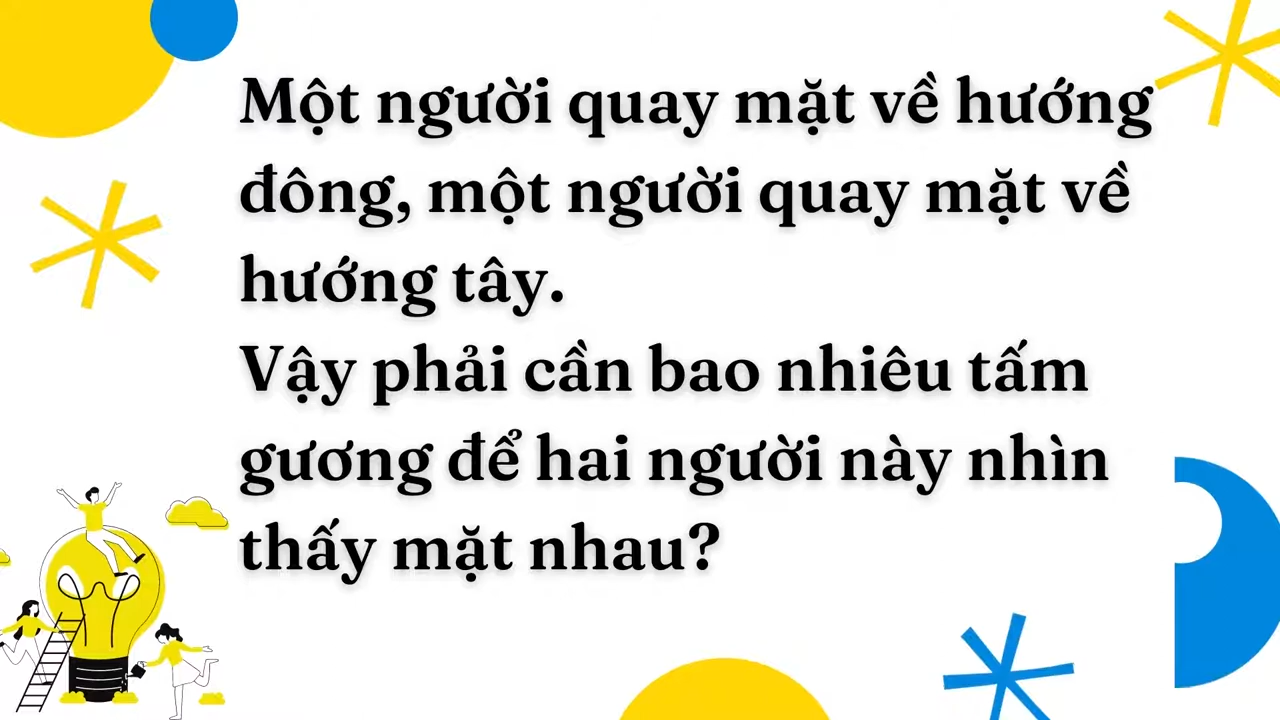 Một người quay mặt về hướng
đông, một người quay mặt về
hướng tây.
Vậy phải cần bao nhiêu tấm
gương để hai người này nhìn
thấy mặt nhau?